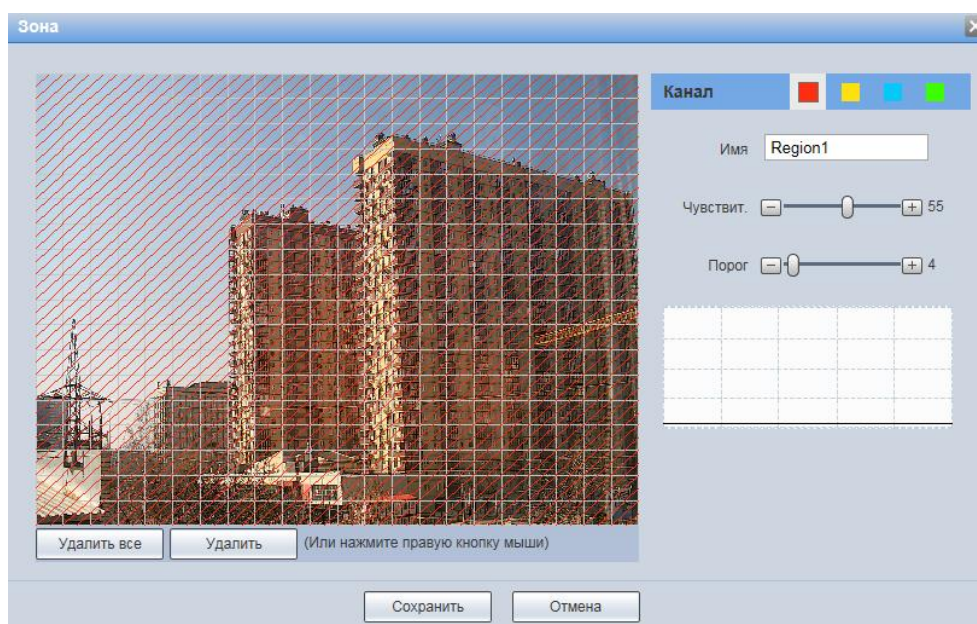 Зона
Канал
Имя Region1
Чувствит. 55
Порог 4
Удалить все Удалить (Или нажмите правую кнопку мыши)
Сохранить Отмена